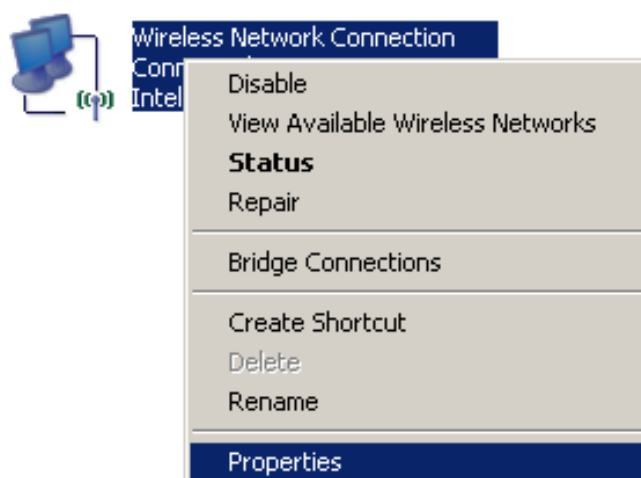 Wireless Network Connection
Disable
View Available Wireless Networks
Status
Repair
Bridge Connections
Create Shortcut
Delete
Rename
Properties